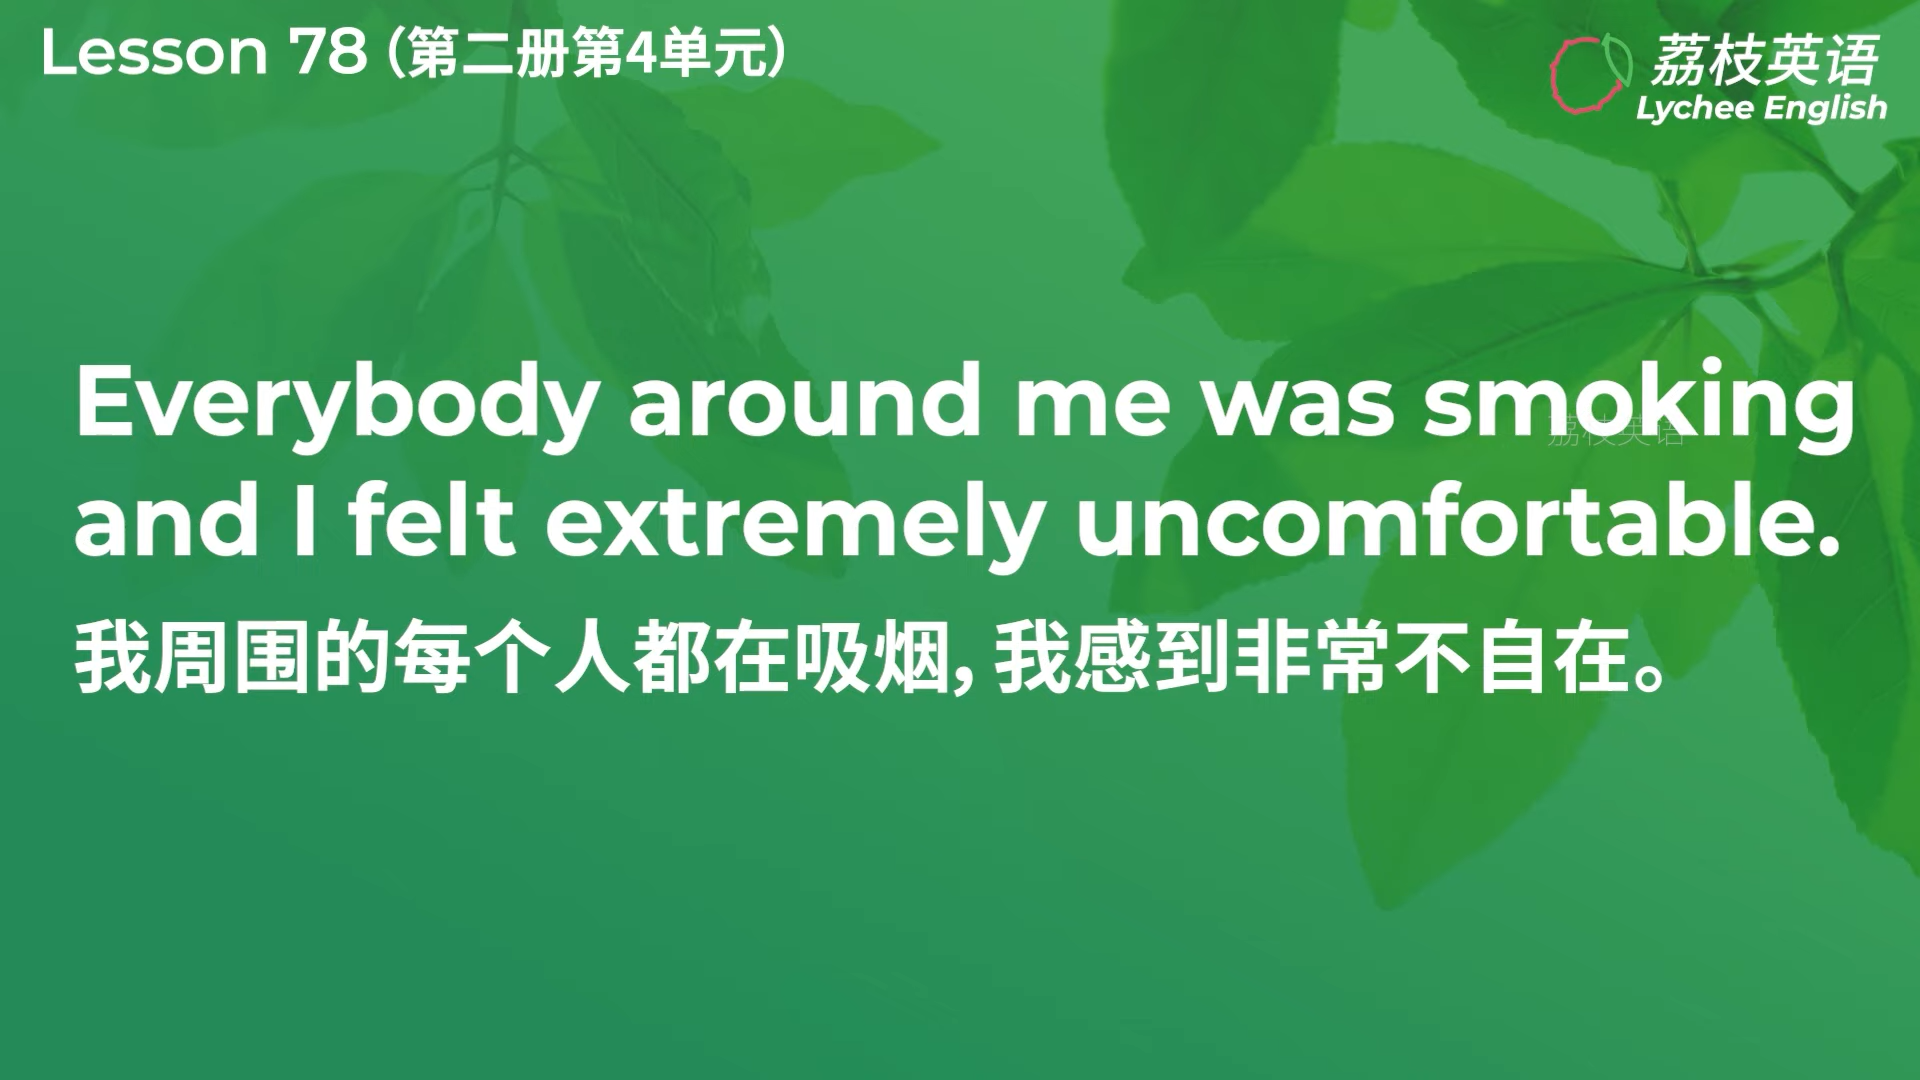 Lesson 78 (第二册第4单元)
荔枝英语
Lychee English
Everybody around me was smoking
荔枝英语
and I felt extremely uncomfortable.
我周围的每个人都在吸烟，我感到非常不自在。